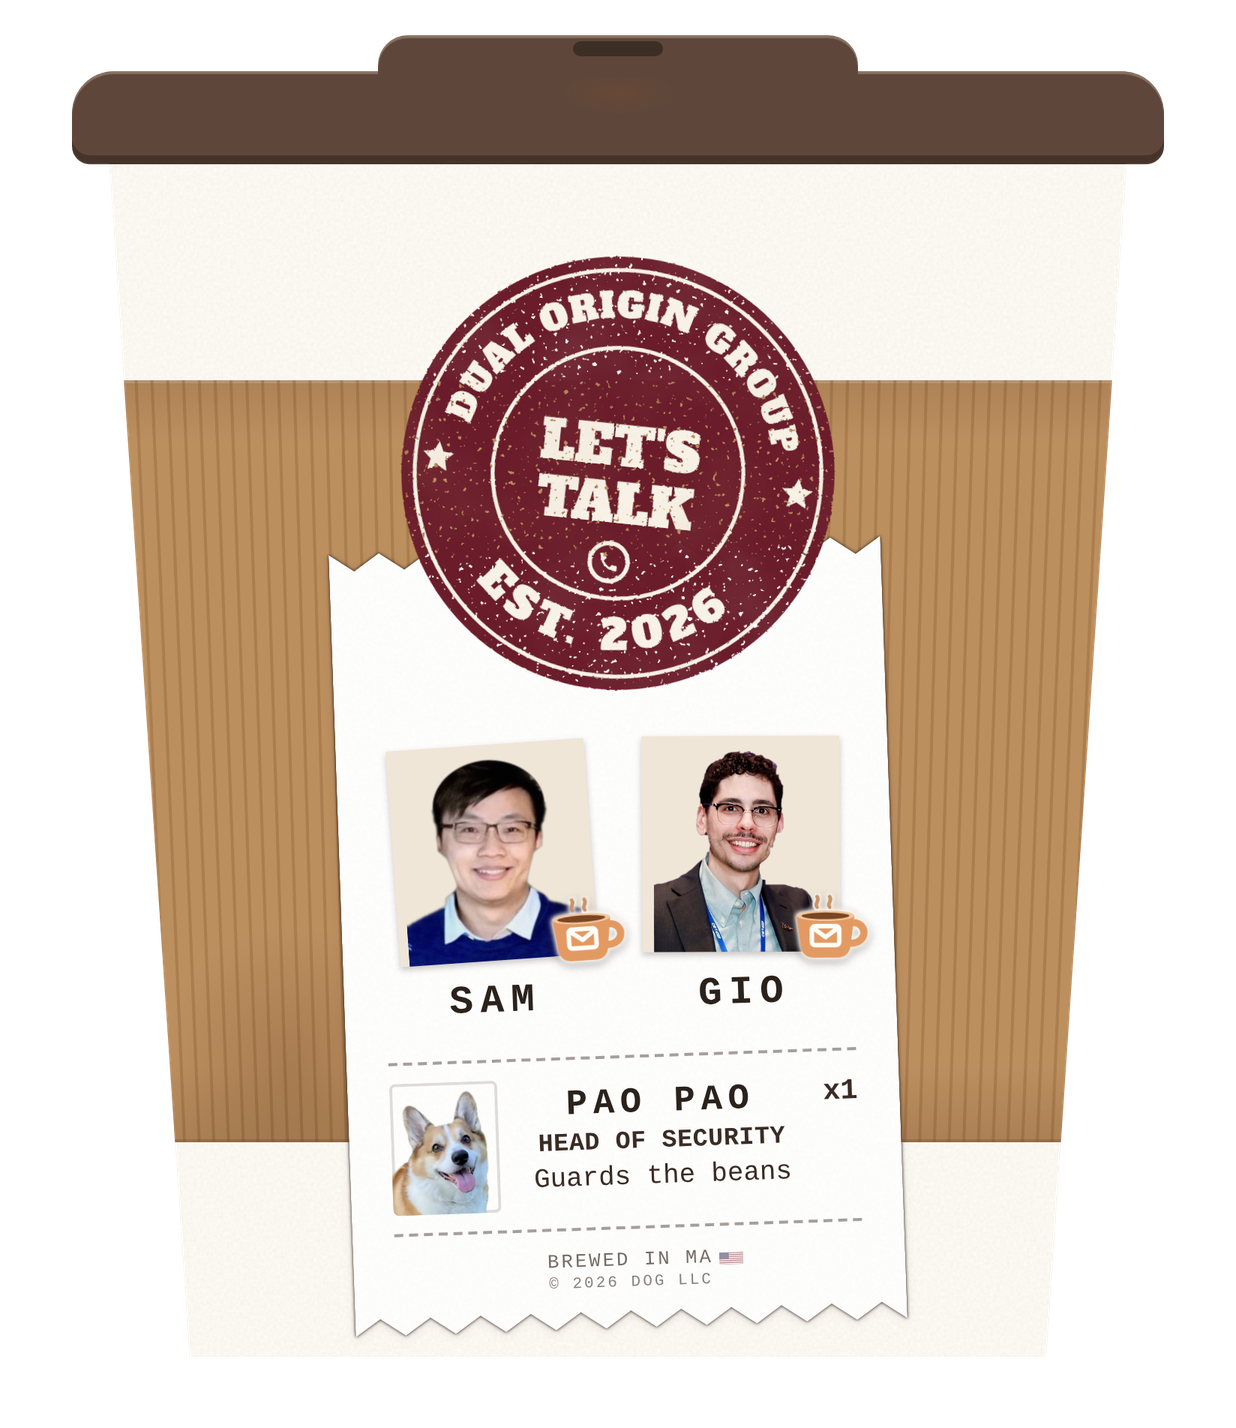 DUAL ORIGIN GROUP
LET'S
TALK
EST. 2026
SAM
GIO
PAO PAO
x1
HEAD OF SECURITY
Guards the beans
BREWED IN MA
© 2026 DOG LLC